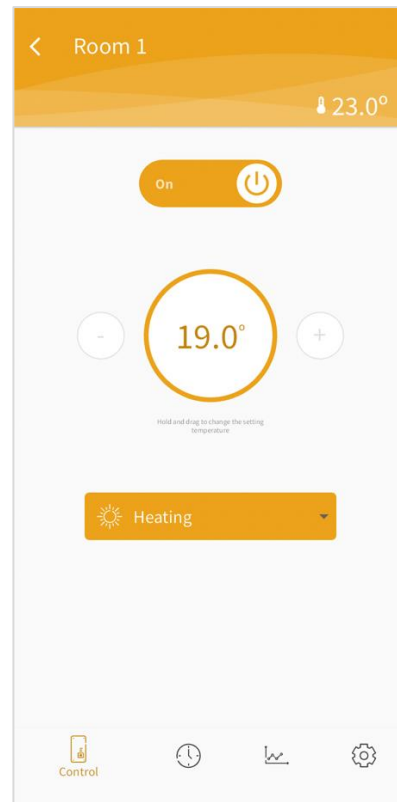 Room 1
23.0°
On
-
19.0°
+
Hold and drag to change the setting
temperature
Heating
Control